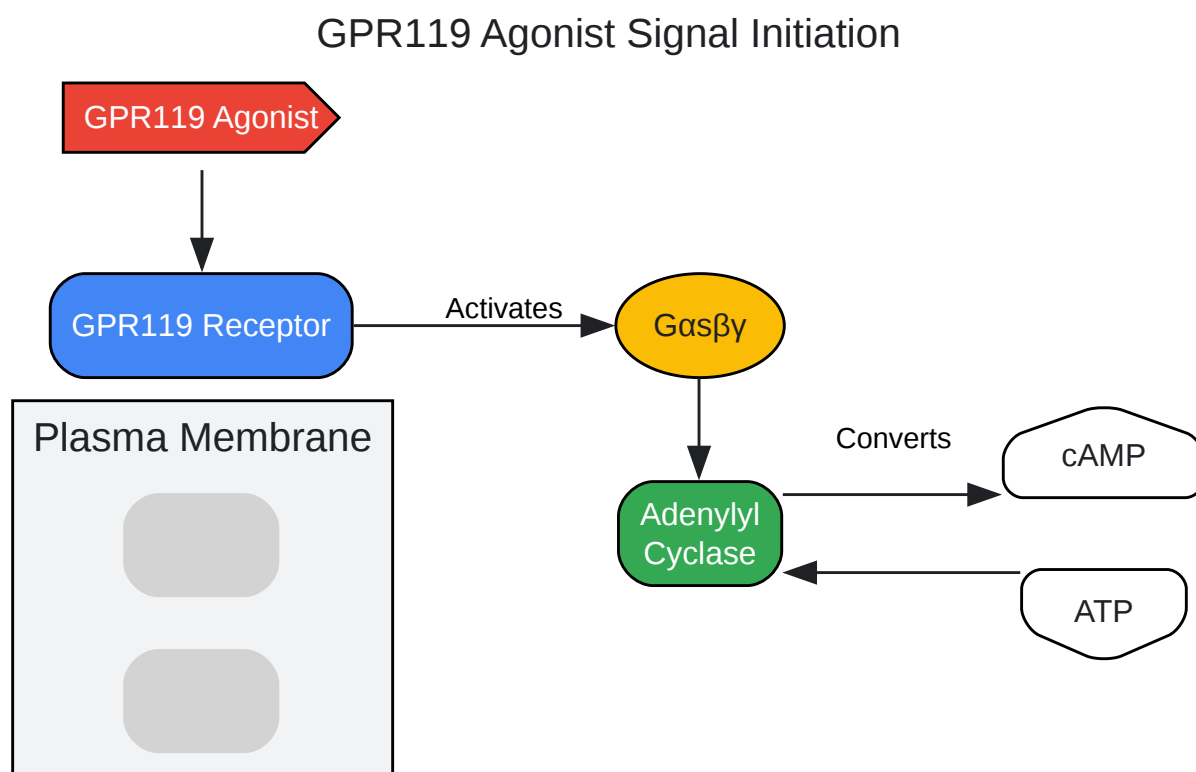 GPR119 Agonist Signal Initiation
GPR119 Agonist
GPR119 Receptor
Activates
Gαsβγ
Plasma Membrane
Converts
cAMP
Adenylyl
Cyclase
ATP